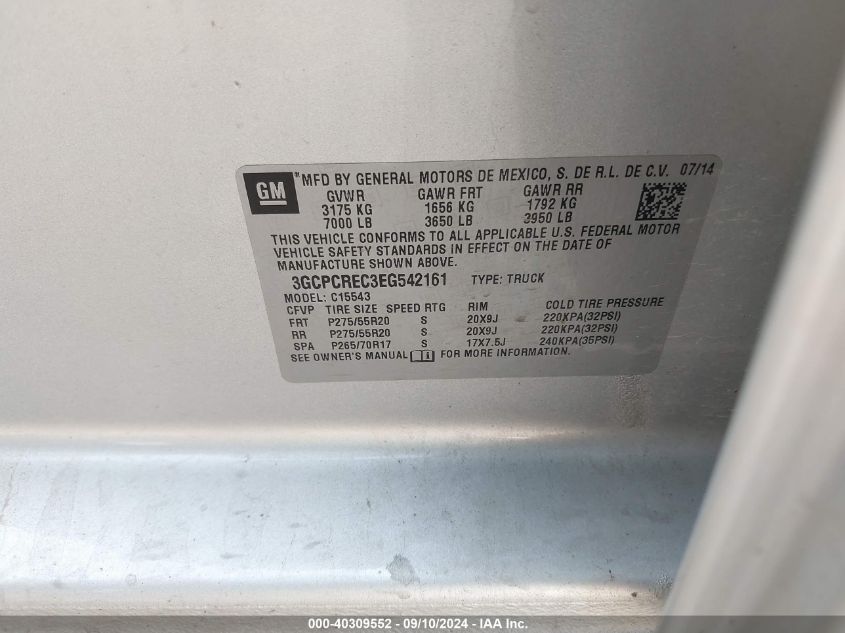 GM "MFD BY GENERAL MOTORS DE MEXICO, S. DE R.L. DE C.V. 07/14
GVWR GAWR FRT GAWR RR
3175 KG 1656 KG 1792 KG
7000 LB 3650 LB 3950 LB
THIS VEHICLE CONFORMS TO ALL APPLICABLE U.S. FEDERAL MOTOR
VEHICLE SAFETY STANDARDS IN EFFECT ON THE DATE OF
MANUFACTURE SHOWN ABOVE.
3GCPCREC3EG542161 TYPE: TRUCK
MODEL: C15543
CFVP TIRE SIZE SPEED RTG RIM COLD TIRE PRESSURE
FRT P275/55R20 S 20X9J 220KPA(32PSI)
RR P275/55R20 S 20X9J 220KPA(32PSI)
SPA P265/70R17 S 17X7.5J 240KPA(35PSI)
SEE OWNER'S MANUAL FOR MORE INFORMATION.
000-40309552 - 09/10/2024 - IAA Inc.